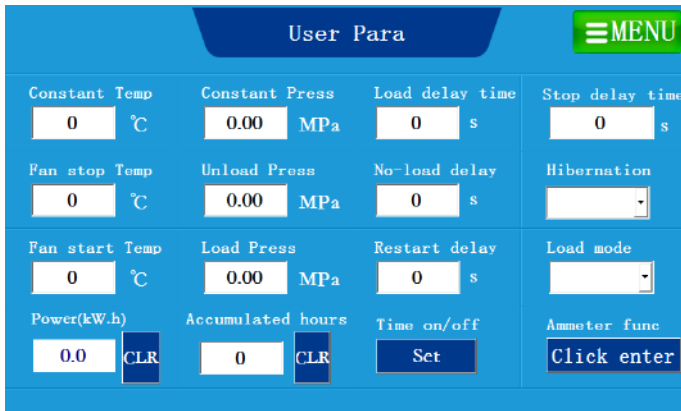 User Para
MENU
Constant Temp Constant Press Load delay time Stop delay time
0 ℃ 0.00 MPa 0 s 0 s
Fan stop Temp Unload Press No-load delay Hibernation
0 ℃ 0.00 MPa 0 s
Fan start Temp Load Press Restart delay Load mode
0 ℃ 0.00 MPa 0 s
Power(kW.h) Accumulated hours Time on/off Ammeter func
0.0 CLR 0 CLR Set Click enter